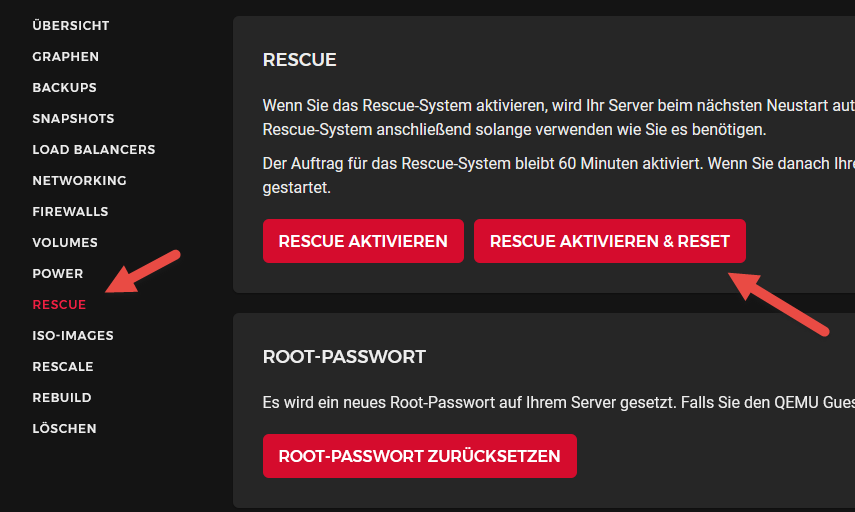 ÜBERSICHT
GRAPHEN
BACKUPS
SNAPSHOTS
LOAD BALANCERS
NETWORKING
FIREWALLS
VOLUMES
POWER
RESCUE
ISO-IMAGES
RESCALE
REBUILD
LÖSCHEN
RESCUE
Wenn Sie das Rescue-System aktivieren, wird Ihr Server beim nächsten Neustart aut
Rescue-System anschließend solange verwenden wie Sie es benötigen.
Der Auftrag für das Rescue-System bleibt 60 Minuten aktiviert. Wenn Sie danach Ihre
gestartet.
RESCUE AKTIVIEREN
RESCUE AKTIVIEREN & RESET
ROOT-PASSWORT
Es wird ein neues Root-Passwort auf Ihrem Server gesetzt. Falls Sie den QEMU Gues
ROOT-PASSWORT ZURÜCKSETZEN